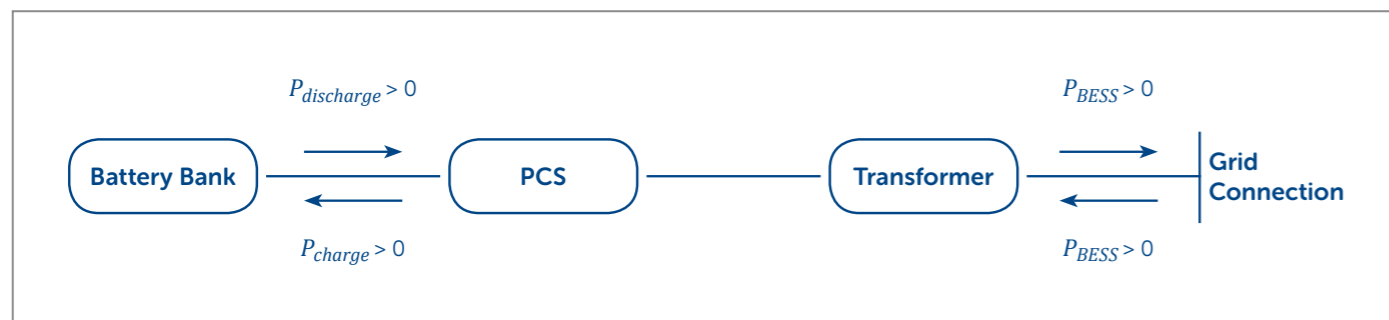 P_discharge > 0
P_BESS > 0
Battery Bank
PCS
Transformer
Grid
Connection
P_charge > 0
P_BESS > 0